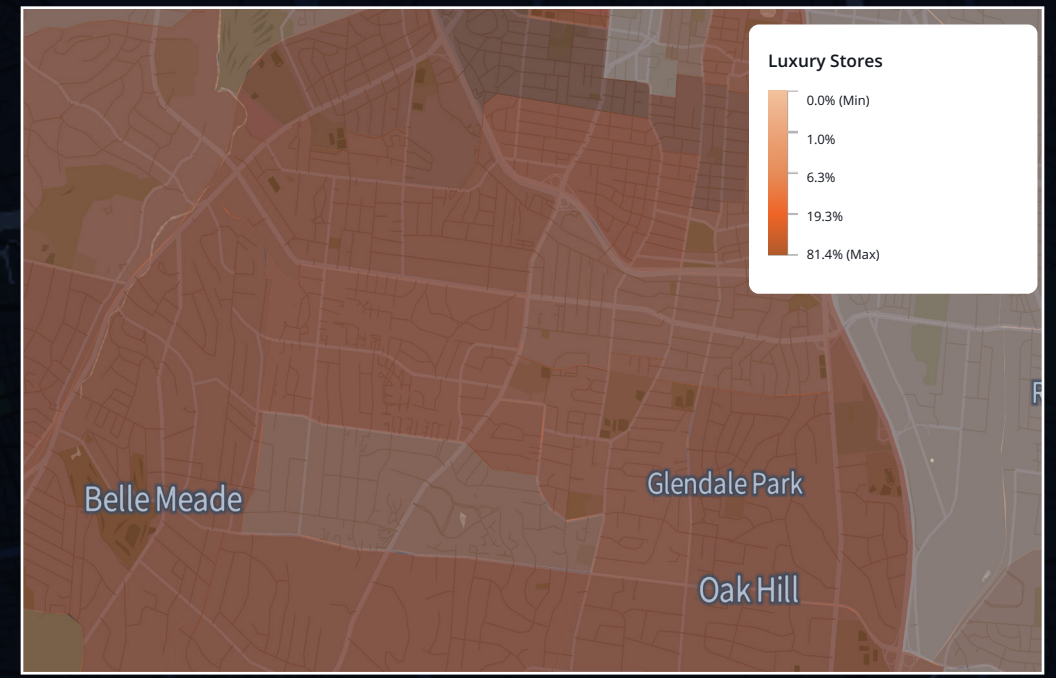 Luxury Stores
0.0% (Min)
1.0%
6.3%
19.3%
81.4% (Max)
Belle Meade
Glendale Park
Oak Hill